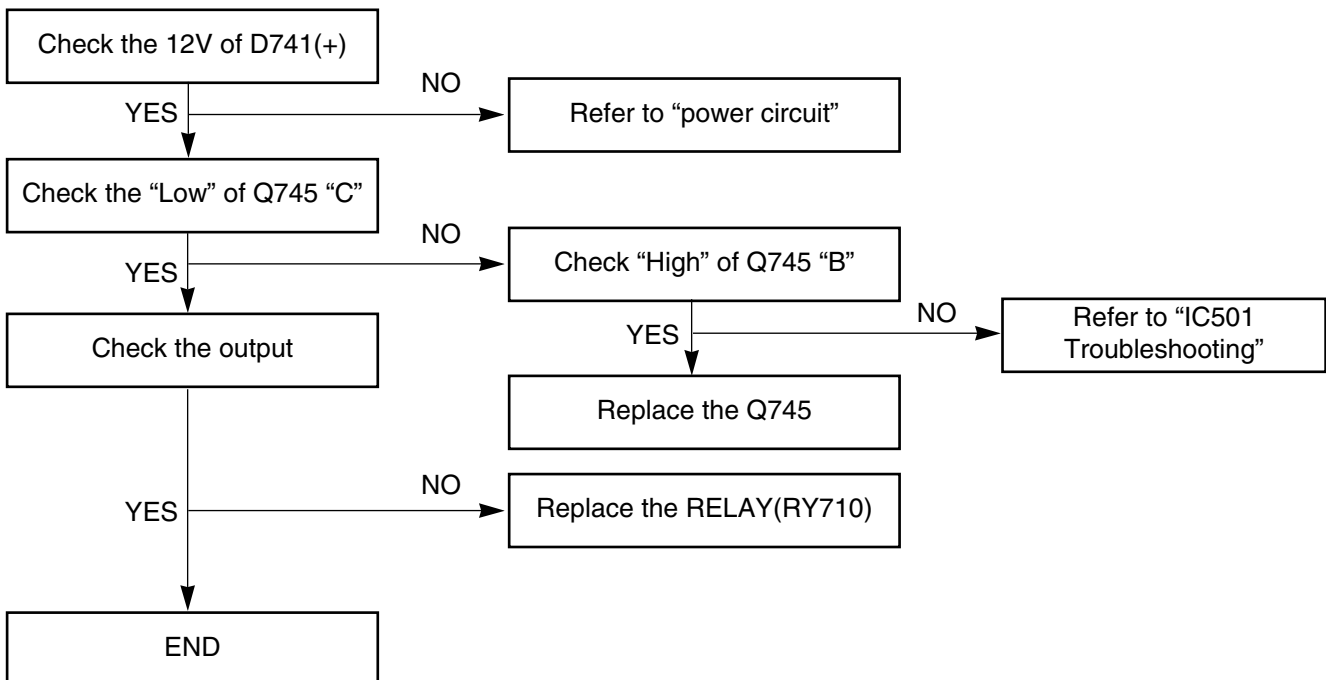 Check the 12V of D741(+)
NO
YES
Refer to “power circuit”
Check the “Low” of Q745 “C”
NO
YES
Check “High” of Q745 “B”
NO
YES
Refer to “IC501
Troubleshooting”
Check the output
Replace the Q745
NO
YES
Replace the RELAY(RY710)
END